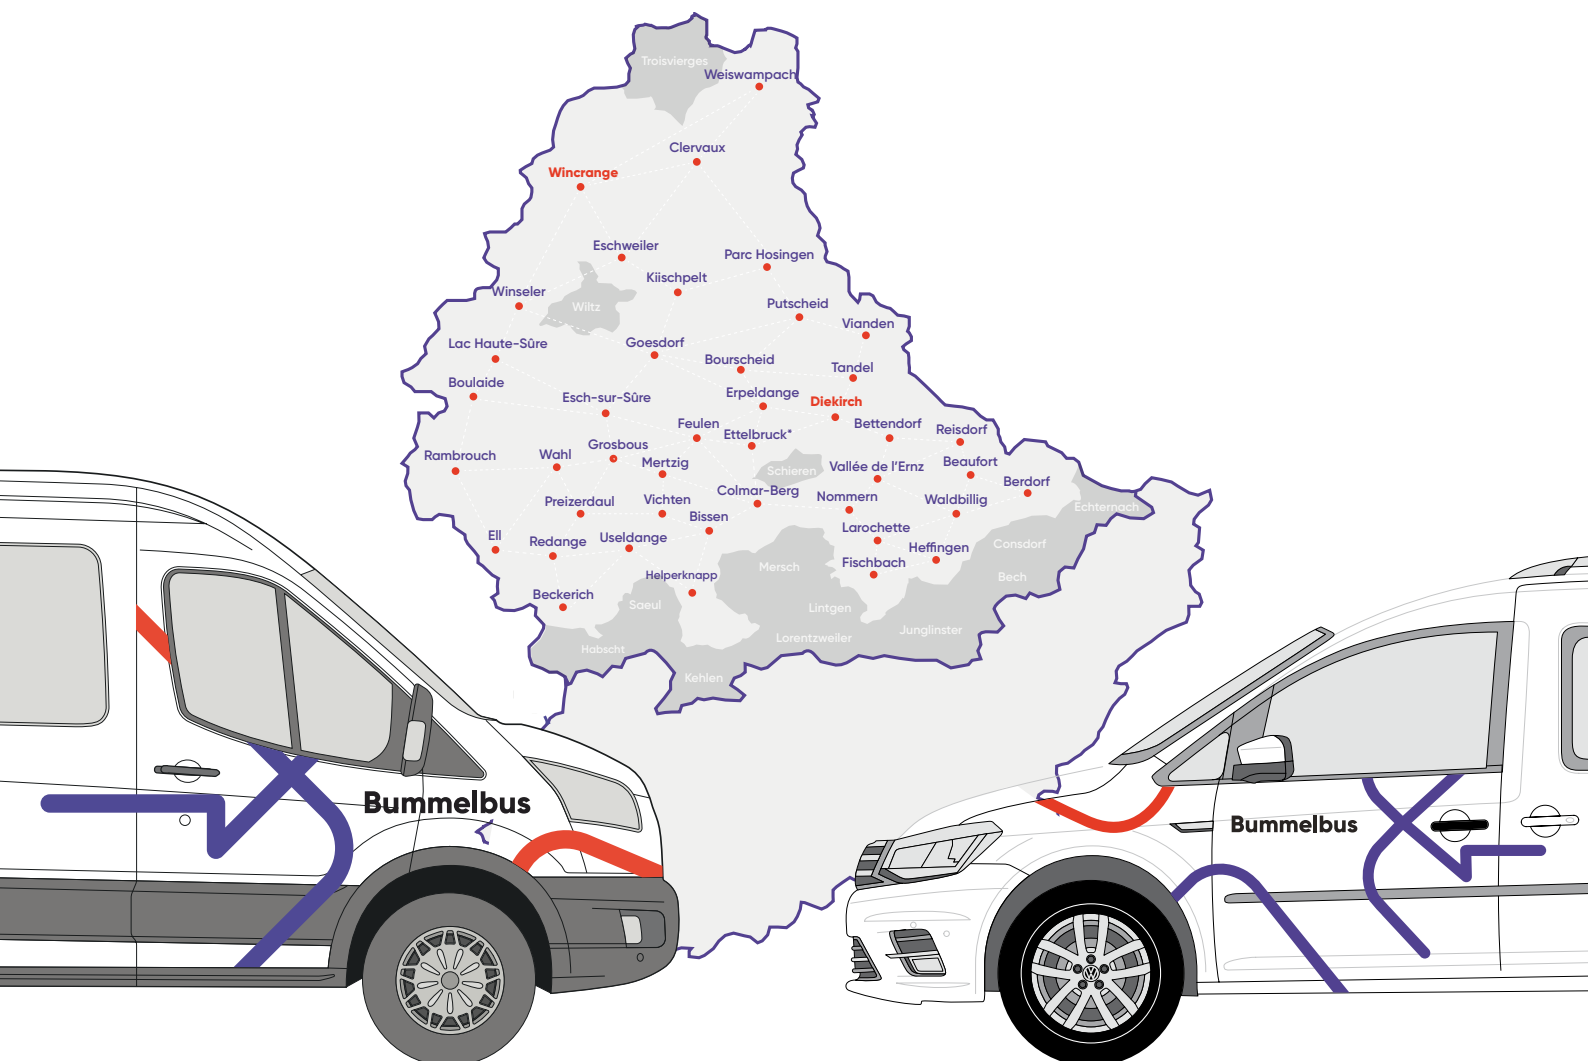 Troisvierges
Weiswampach
Clervaux
Wincrange
Eschweiler
Parc Hosingen
Kiischpelt
Winseler
Wiltz
Putscheid
Vianden
Lac Haute-Sûre
Goesdorf
Bourscheid
Tandel
Boulaide
Esch-sur-Sûre
Erpeldange
Diekirch
Feulen
Ettelbruck*
Bettendorf
Reisdorf
Grosbous
Rambrouch
Wahl
Mertzig
Schieren
Vallée de l'Ernz
Beaufort
Berdorf
Colmar-Berg
Preizerdaul
Vichten
Nommern
Waldbillig
Echternach
Bissen
Ell
Redange
Useldange
Larochette
Heffingen
Consdorf
Fischbach
Mersch
Helperknapp
Bech
Beckerich
Saeul
Lintgen
Junglinster
Lorentzweiler
Habscht
Kehlen
Bummelbus
Bummelbus